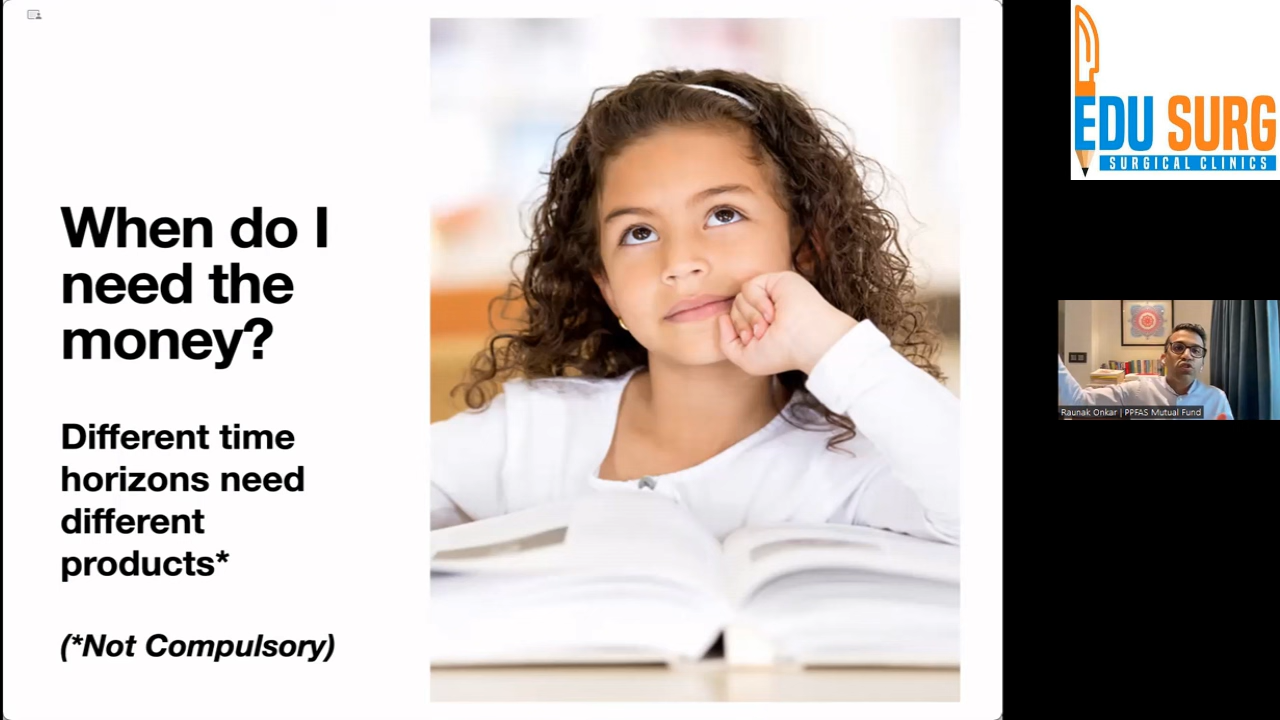 When do I
need the
money?
Different time
horizons need
different
products*
(*Not Compulsory)
EDU SURG
SURGICAL CLINICS
Raunak Onkar | PPFAS Mutual Fund